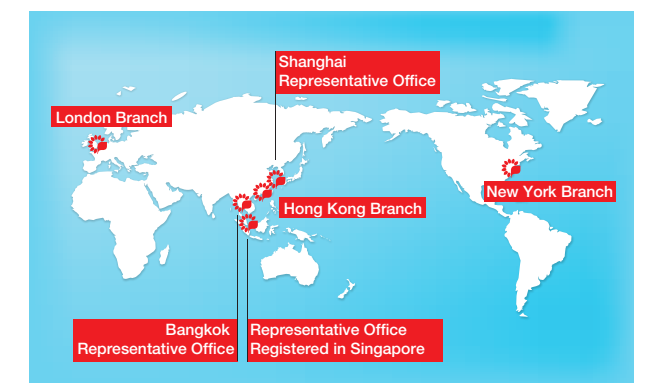 Shanghai
Representative Office
London Branch
New York Branch
Hong Kong Branch
Bangkok
Representative Office
Representative Office
Registered in Singapore